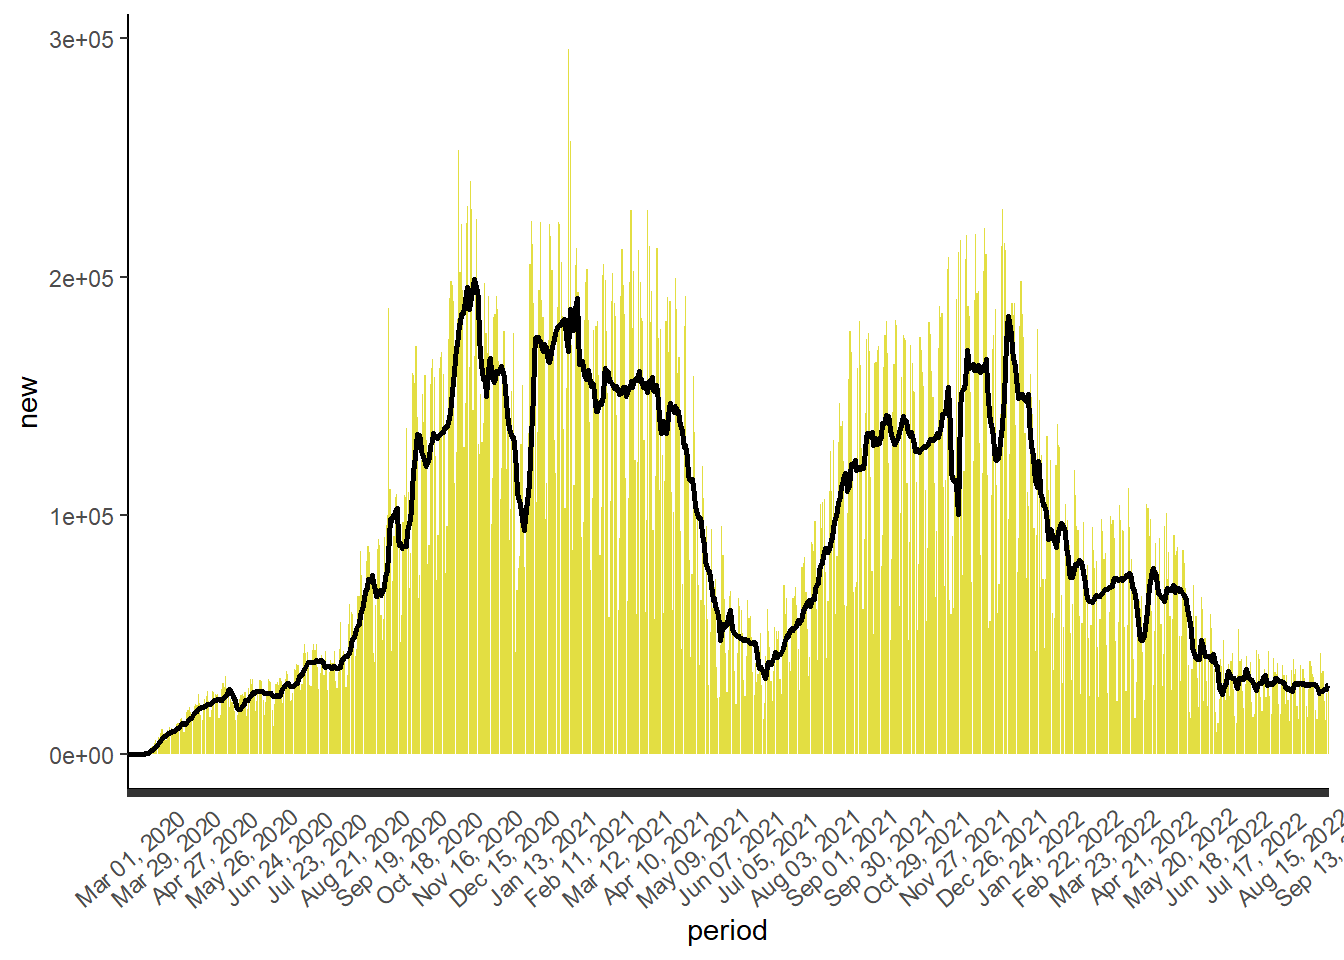 3e+05
2e+05
1e+05
0e+00
new
Mar 01, 2020
Mar 29, 2020
Apr 27, 2020
May 26, 2020
Jun 24, 2020
Jul 23, 2020
Aug 21, 2020
Sep 19, 2020
Oct 18, 2020
Nov 16, 2020
Dec 15, 2020
Jan 13, 2021
Feb 11, 2021
Mar 12, 2021
Apr 10, 2021
May 09, 2021
Jun 07, 2021
Jul 05, 2021
Aug 03, 2021
Sep 01, 2021
Sep 30, 2021
Oct 29, 2021
Nov 27, 2021
Dec 26, 2021
Jan 24, 2022
Feb 22, 2022
Mar 23, 2022
Apr 21, 2022
May 20, 2022
Jun 18, 2022
Jul 17, 2022
Aug 15, 2022
Sep 13,
period